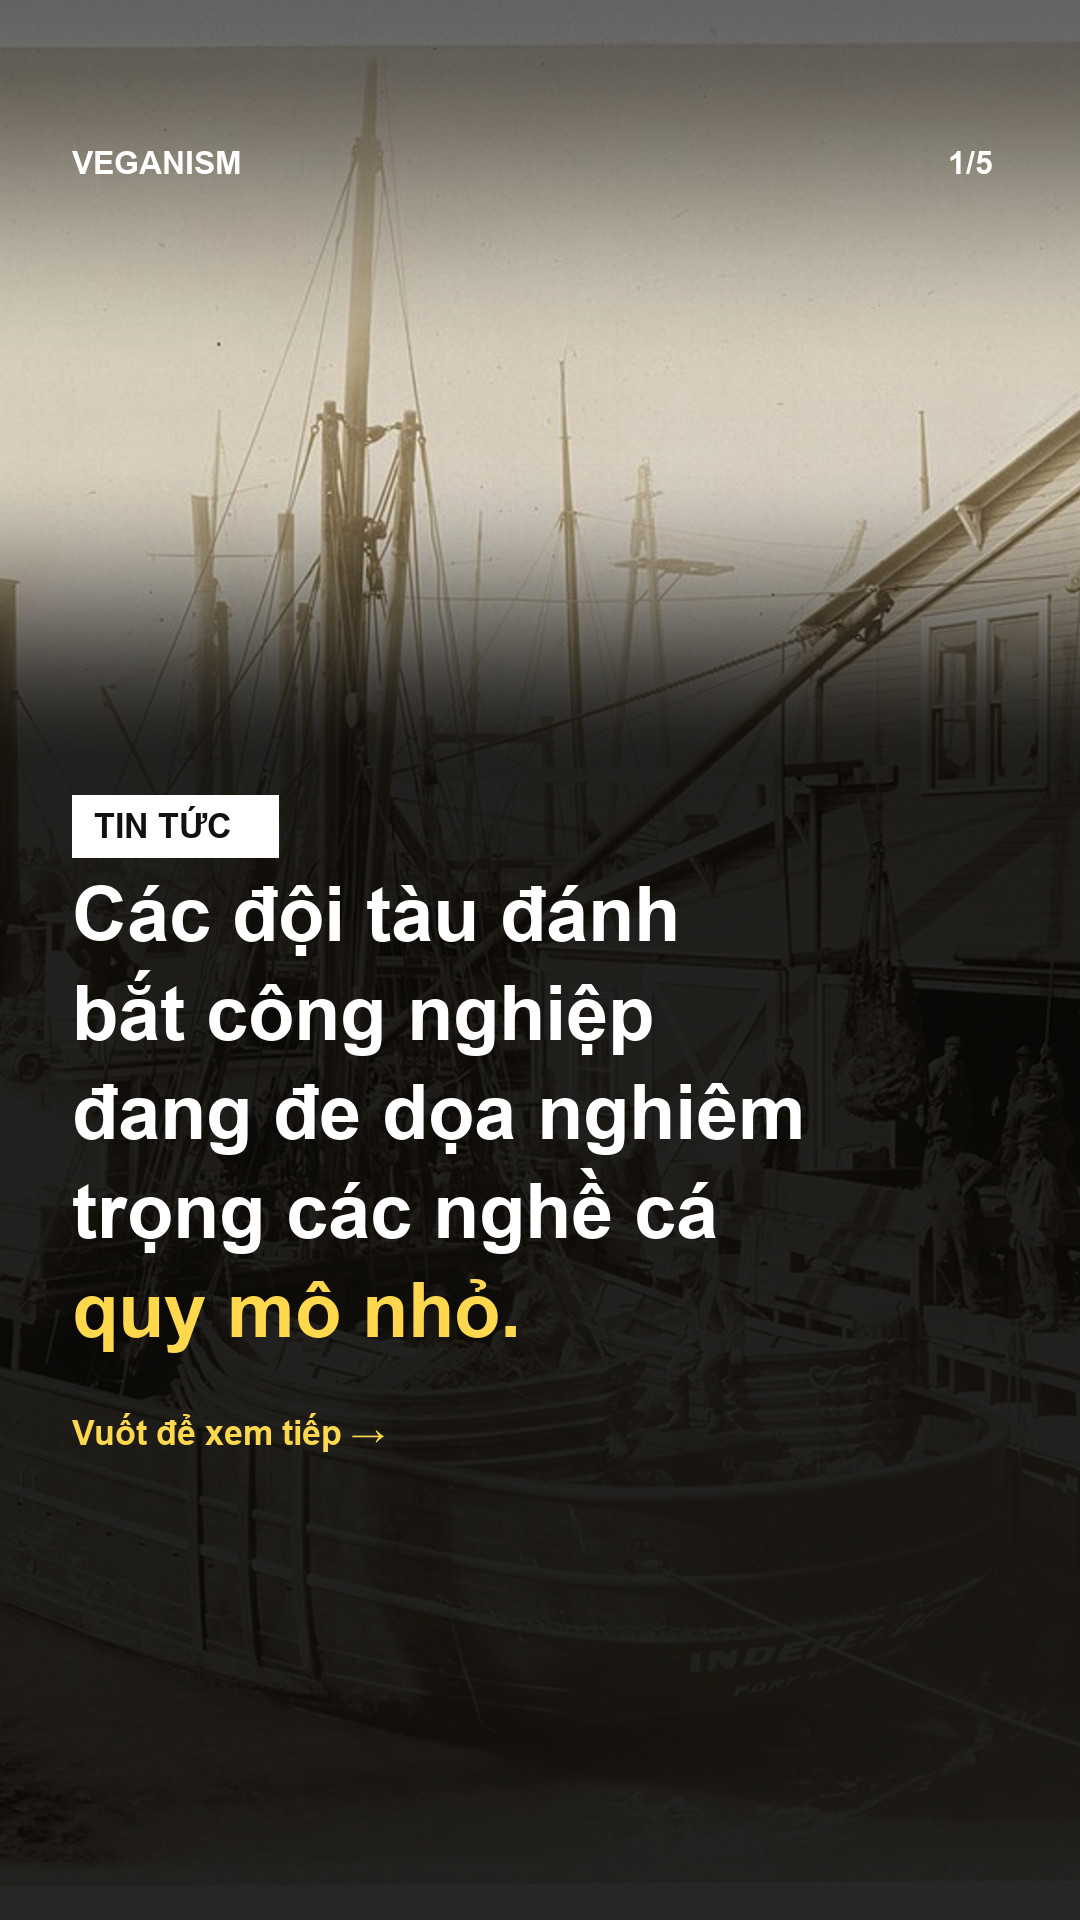 VEGANISM
1/5
TIN TỨC
Các đội tàu đánh
bắt công nghiệp
đang đe dọa nghiêm
trọng các nghề cá
quy mô nhỏ.
Vuốt để xem tiếp →